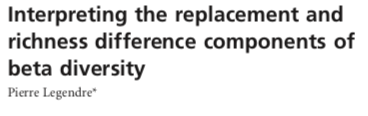 Interpreting the replacement and
richness difference components of
beta diversity
Pierre Legendre*